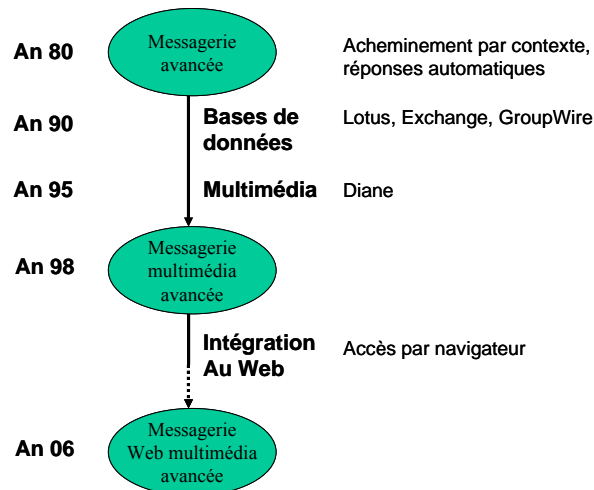 An 80
Messagerie
avancée
Acheminement par contexte,
réponses automatiques
An 90
Bases de
données
Lotus, Exchange, GroupWire
An 95
Multimédia
Diane
An 98
Messagerie
multimédia
avancée
Intégration
Au Web
Accès par navigateur
An 06
Messagerie
Web multimédia
avancée